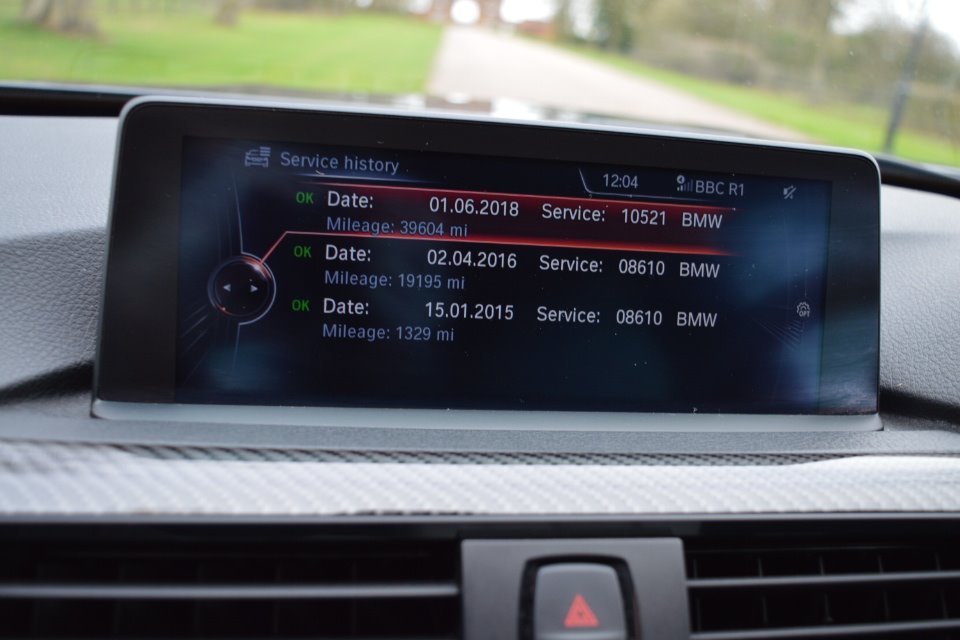 Service history 12:04 BBC R1
OK Date: 01.06.2018 Service: 10521 BMW
Mileage: 39604 mi
OK Date: 02.04.2016 Service: 08610 BMW
Mileage: 19195 mi
OK Date: 15.01.2015 Service: 08610 BMW
Mileage: 1329 mi
OPT